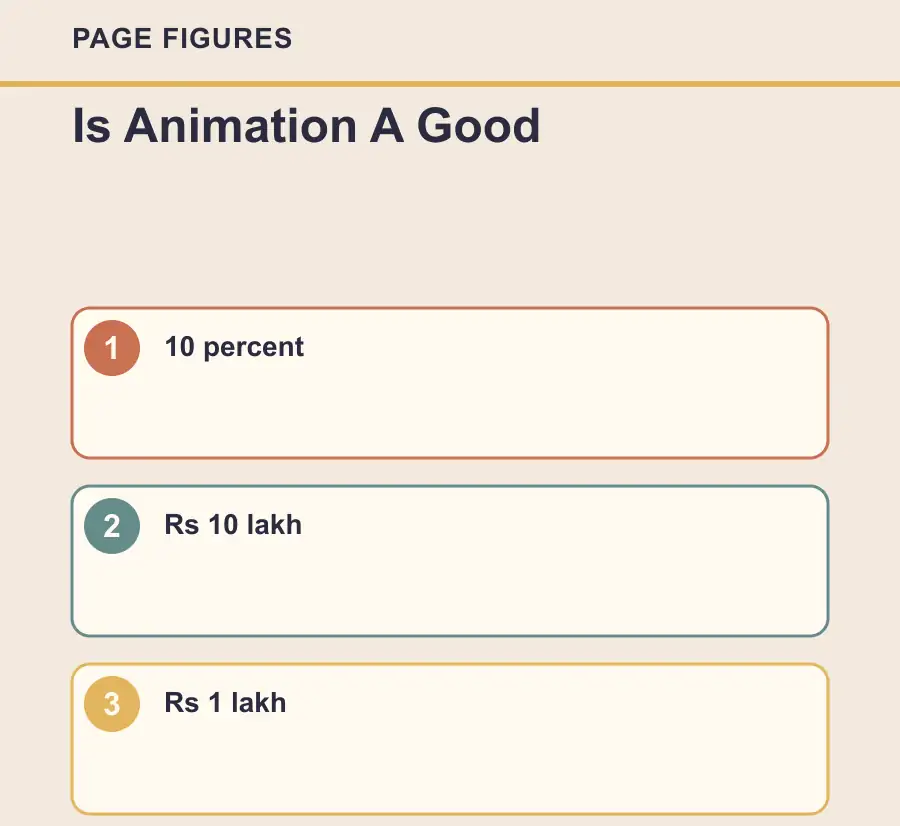 PAGE FIGURES
Is Animation A Good
1
10 percent
2
Rs 10 lakh
3
Rs 1 lakh